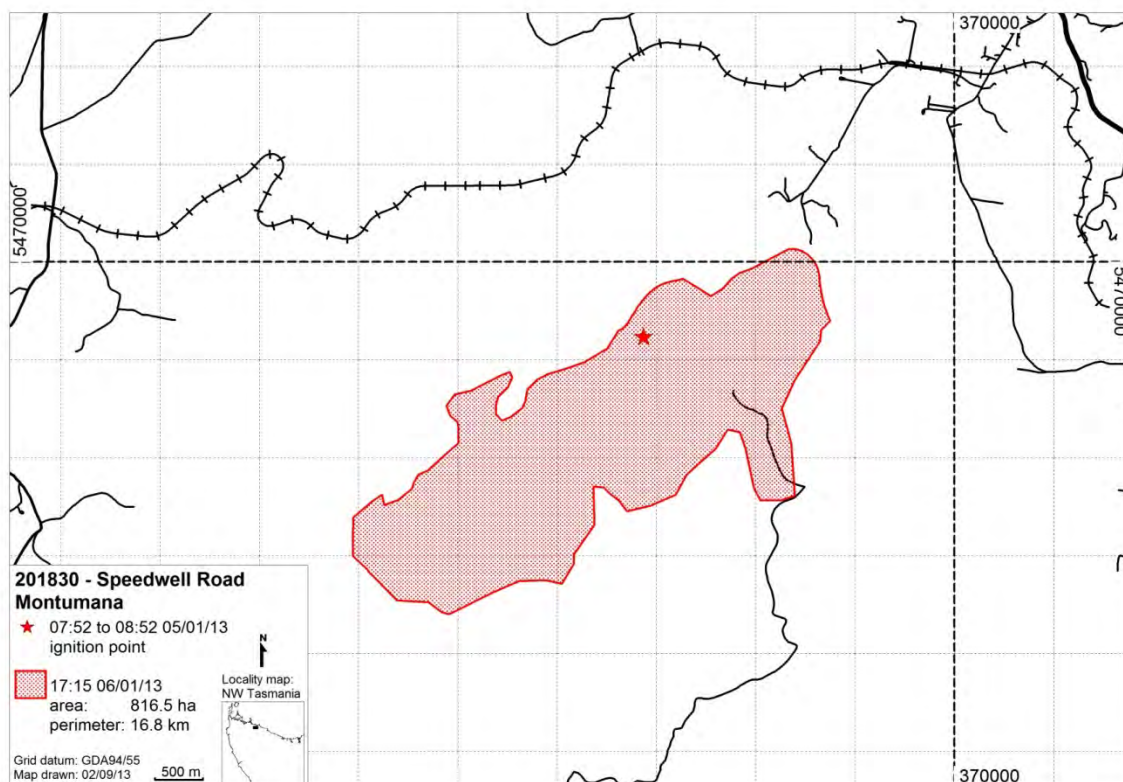 370000
5470000
5470000
201830 - Speedwell Road
Montumana
07:52 to 08:52 05/01/13
ignition point
N
17:15 06/01/13
area: 816.5 ha
perimeter: 16.8 km
Locality map:
NW Tasmania
Grid datum: GDA94/55
Map drawn: 02/09/13
500 m
370000